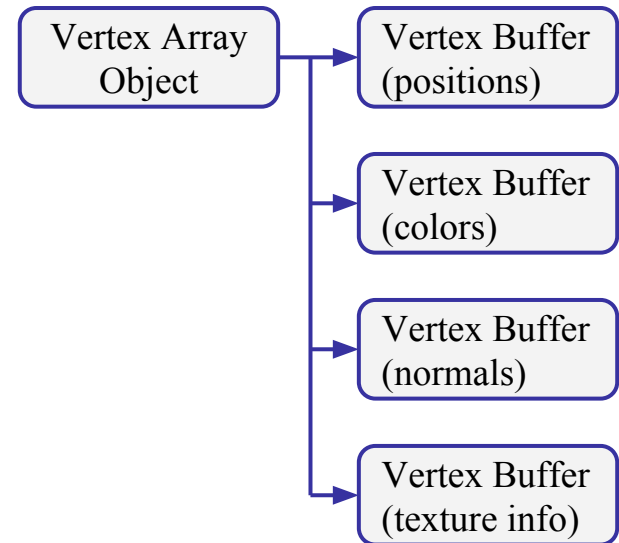 Vertex Array
Object
Vertex Buffer
(positions)
Vertex Buffer
(colors)
Vertex Buffer
(normals)
Vertex Buffer
(texture info)